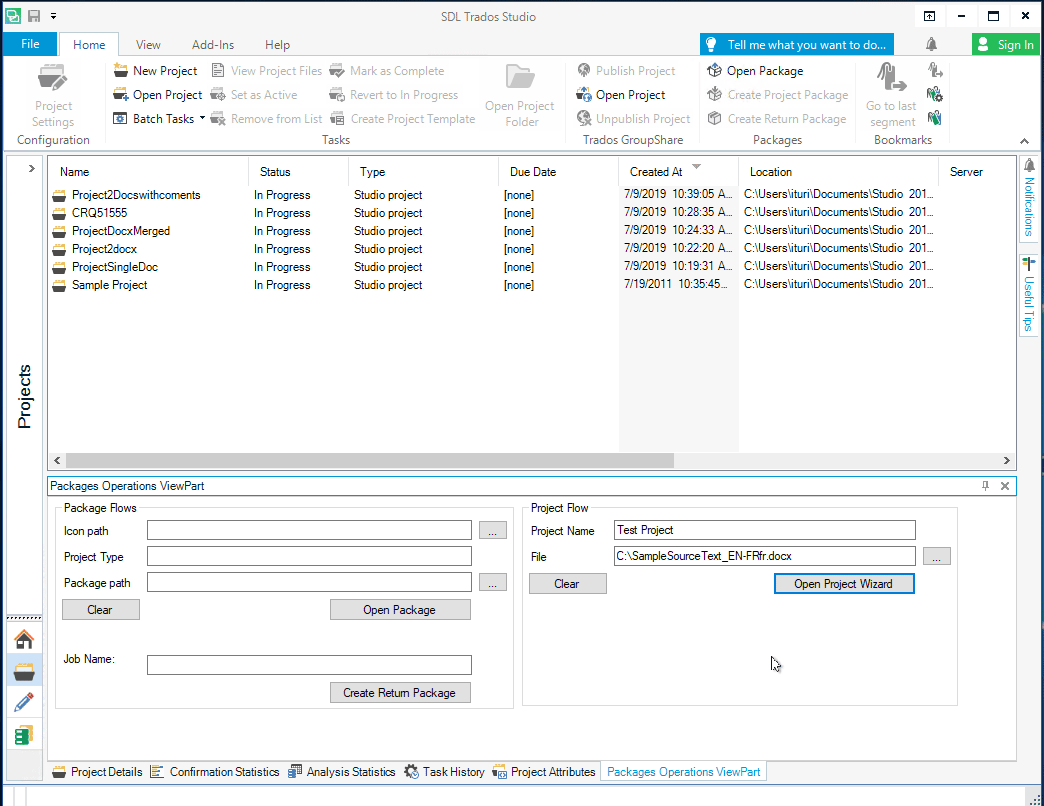 SDL Trados Studio
File Home View Add-Ins Help Tell me what you want to do... Sign In
Project Settings
Configuration
New Project View Project Files Mark as Complete
Open Project Set as Active Revert to In Progress
Batch Tasks Remove from List Create Project Template
Open Project Folder
Tasks
Publish Project
Open Project
Unpublish Project
Trados GroupShare
Open Package
Create Project Package
Create Return Package
Packages
Go to last segment
Bookmarks
Projects
Name Status Type Due Date Created At Location Server
Project2Docswithcoments In Progress Studio project [none] 7/9/2019 10:39:05 A... C:\Users\ituri\Documents\Studio 201...
CRQ51555 In Progress Studio project [none] 7/9/2019 10:28:35 A... C:\Users\ituri\Documents\Studio 201...
ProjectDocxMerged In Progress Studio project [none] 7/9/2019 10:24:33 A... C:\Users\ituri\Documents\Studio 201...
Project2docx In Progress Studio project [none] 7/9/2019 10:22:20 A... C:\Users\ituri\Documents\Studio 201...
ProjectSingleDoc In Progress Studio project [none] 7/9/2019 10:19:31 A... C:\Users\ituri\Documents\Studio 201...
Sample Project In Progress Studio project [none] 7/19/2011 10:35:45... C:\Users\ituri\Documents\Studio 201...
Notifications
Useful Tips
Packages Operations ViewPart
Package Flows
Icon path ...
Project Type
Package path ...
Clear Open Package
Job Name:
Create Return Package
Project Flow
Project Name Test Project
File C:\SampleSourceText_EN-FRfr.docx ...
Clear Open Project Wizard
Project Details Confirmation Statistics Analysis Statistics Task History Project Attributes Packages Operations ViewPart